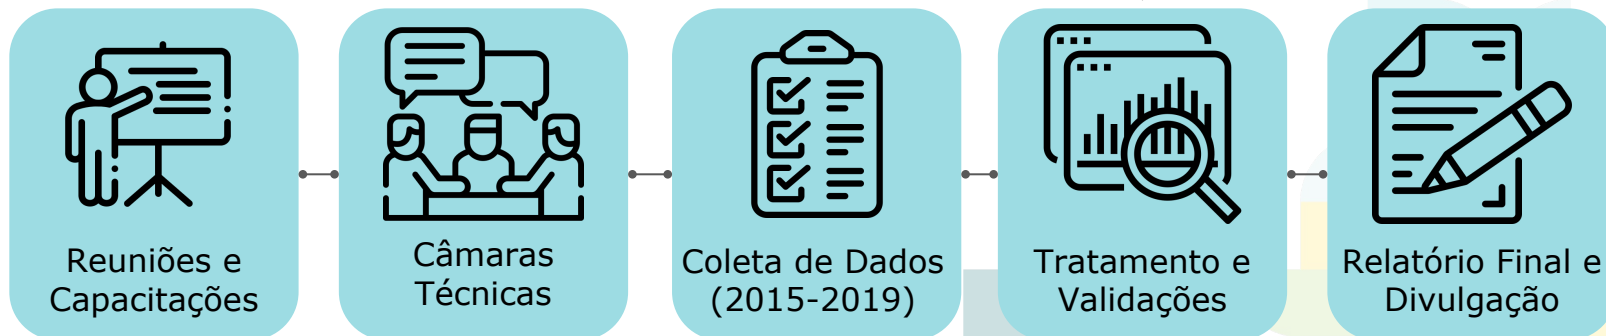 Reuniões e
Capacitações
Câmaras
Técnicas
Coleta de Dados
(2015-2019)
Tratamento e
Validações
Relatório Final e
Divulgação